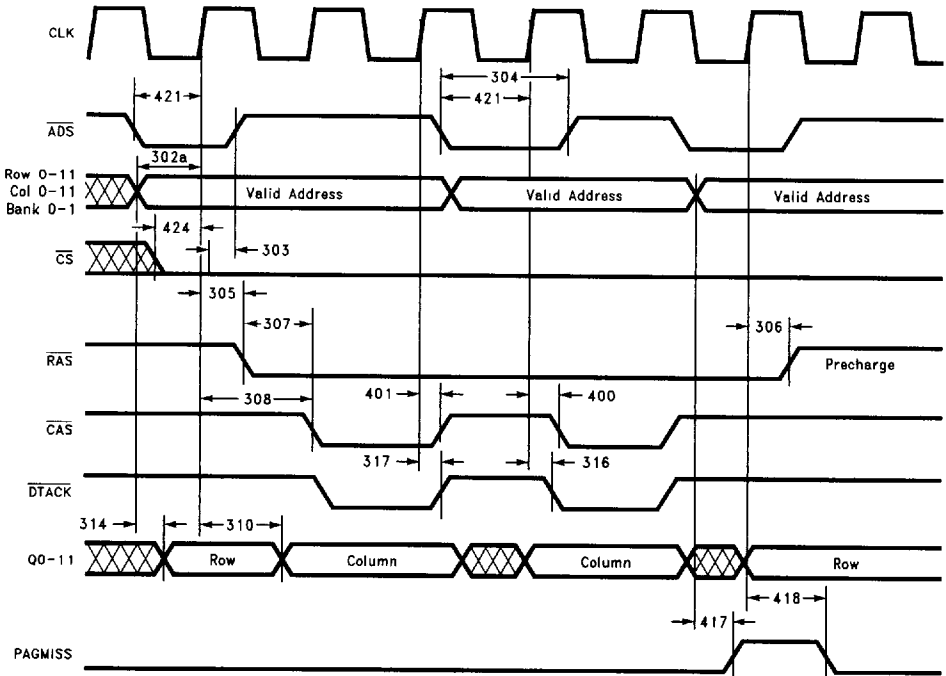 CLK
304
421
421
ADS
302a
Row 0-11
Col 0-11
Bank 0-1
Valid Address
Valid Address
Valid Address
424
303
CS
305
307
306
RAS
Precharge
308
401
400
CAS
317
316
DTACK
314
310
Q0-11
Row
Column
Column
Row
418
417
PAGMISS